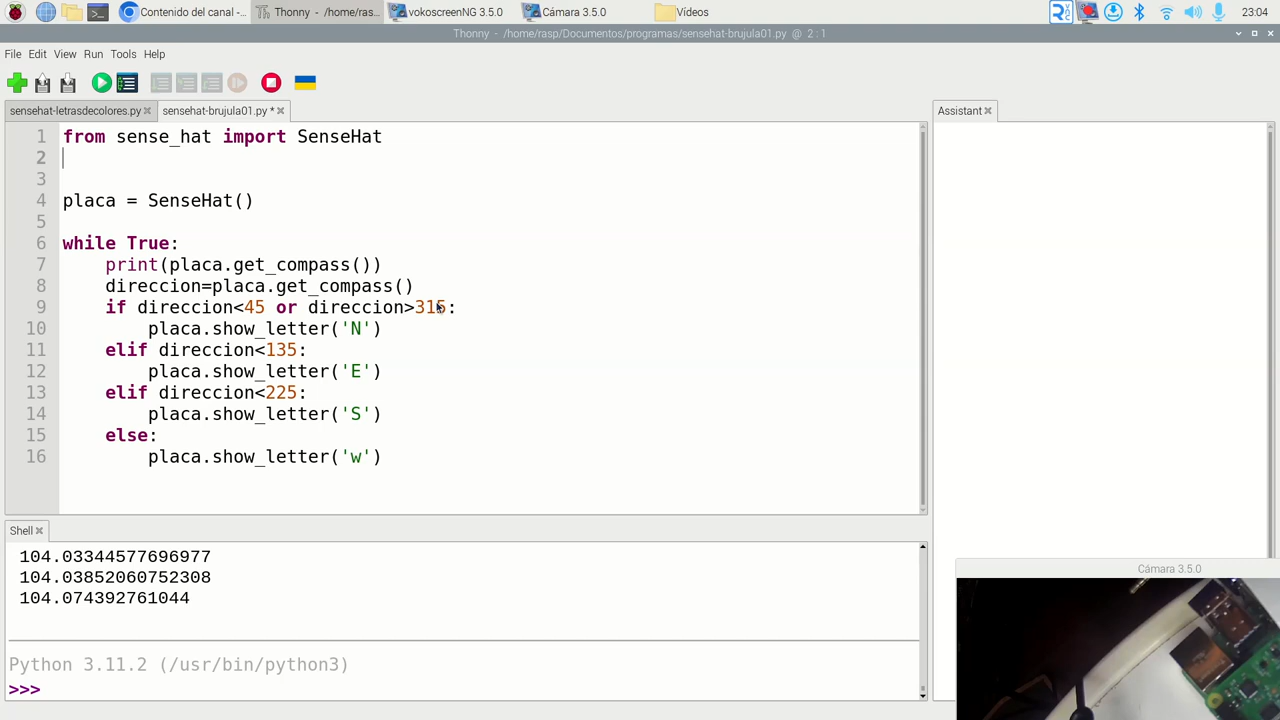 Contenido del canal -...
Thonny - /home/ras...
vokoscreenNG 3.5.0
Cámara 3.5.0
Vídeos
23:04
Thonny - /home/rasp/Documentos/programas/sensehat-brujula01.py @ 2 : 1
File Edit View Run Tools Help
sensehat-letrasdecolores.py
sensehat-brujula01.py *
Assistant
1 from sense_hat import SenseHat
2
3
4 placa = SenseHat()
5
6 while True:
7 print(placa.get_compass())
8 direccion=placa.get_compass()
9 if direccion<45 or direccion>315:
10 placa.show_letter('N')
11 elif direccion<135:
12 placa.show_letter('E')
13 elif direccion<225:
14 placa.show_letter('S')
15 else:
16 placa.show_letter('w')
Shell
104.03344577696977
104.03852060752308
104.074392761044
Python 3.11.2 (/usr/bin/python3)
>>>
Cámara 3.5.0